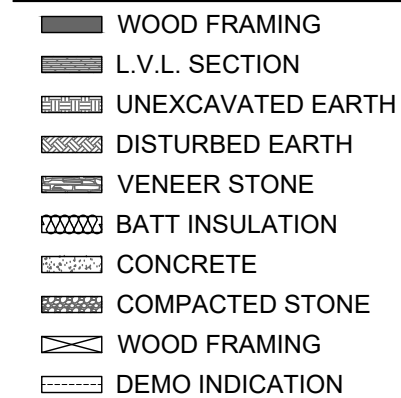 WOOD FRAMING
L.V.L. SECTION
UNEXCAVATED EARTH
DISTURBED EARTH
VENEER STONE
BATT INSULATION
CONCRETE
COMPACTED STONE
WOOD FRAMING
DEMO INDICATION